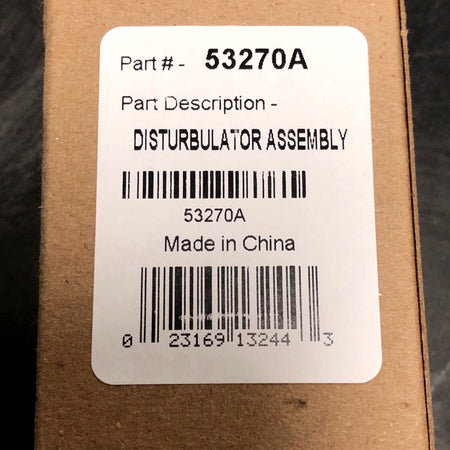 Part # - 53270A
Part Description -
DISTURBULATOR ASSEMBLY
53270A
Made in China
0 23169 13244 3